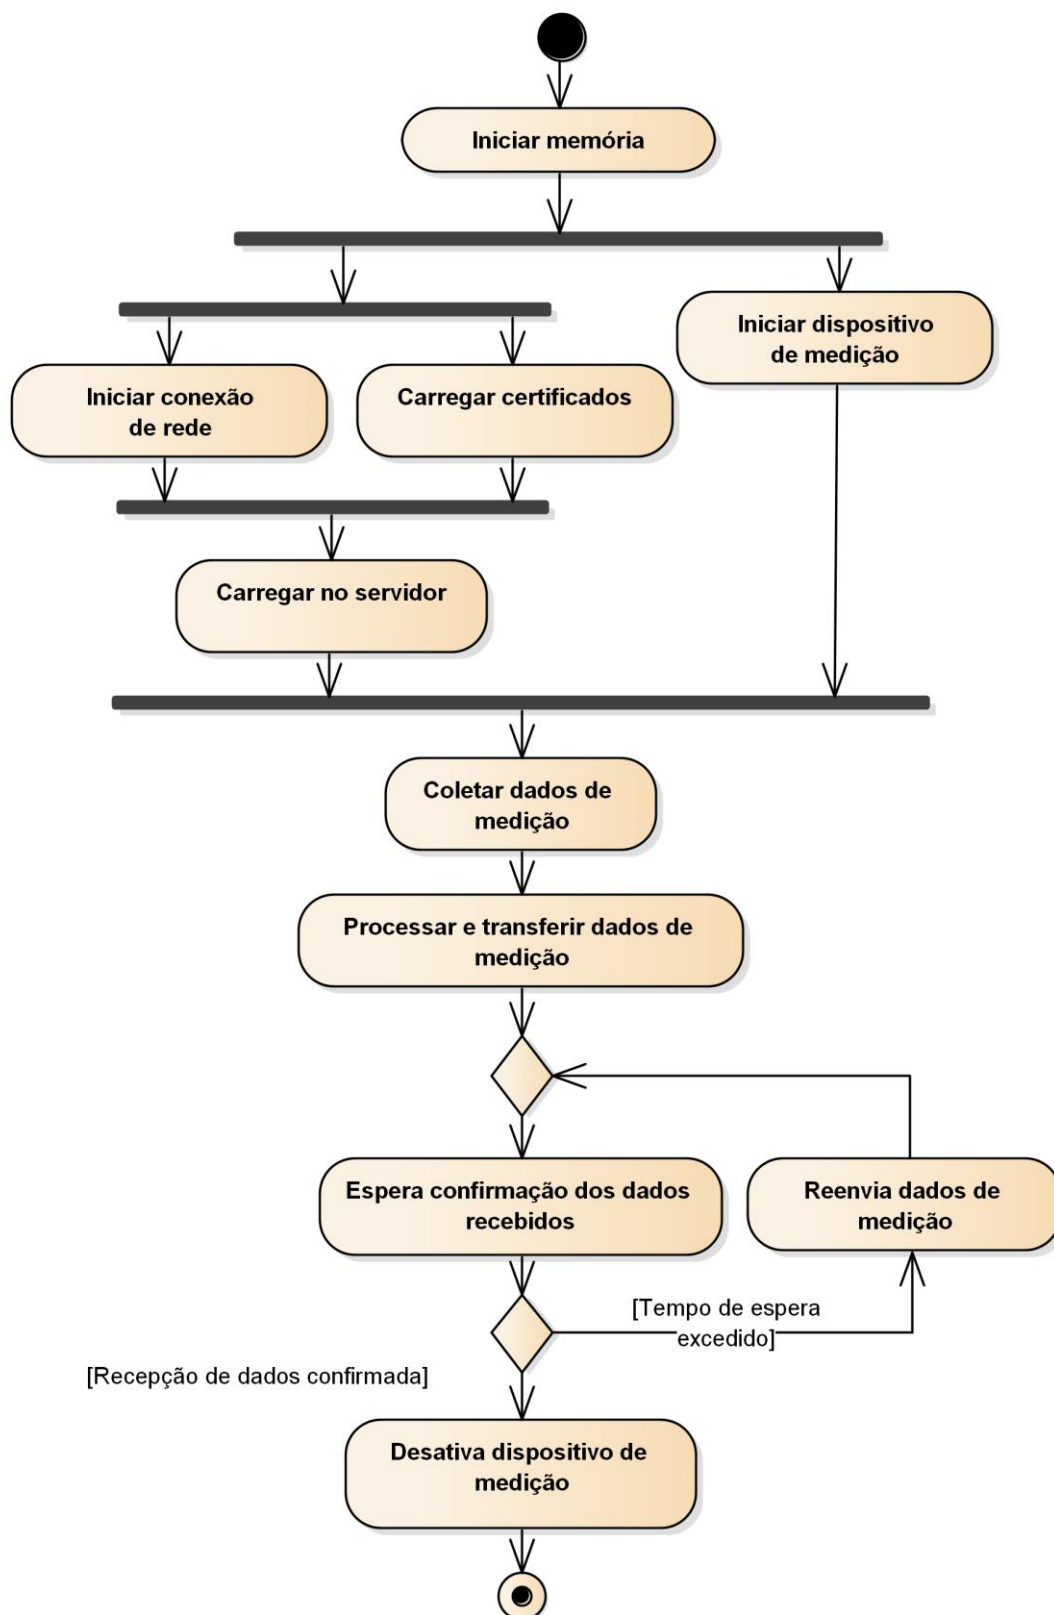 Iniciar memória
Iniciar dispositivo
de medição
Iniciar conexão
de rede
Carregar certificados
Carregar no servidor
Coletar dados de
medição
Processar e transferir dados de
medição
Espera confirmação dos dados
recebidos
Reenvia dados de
medição
[Tempo de espera
excedido]
[Recepção de dados confirmada]
Desativa dispositivo de
medição